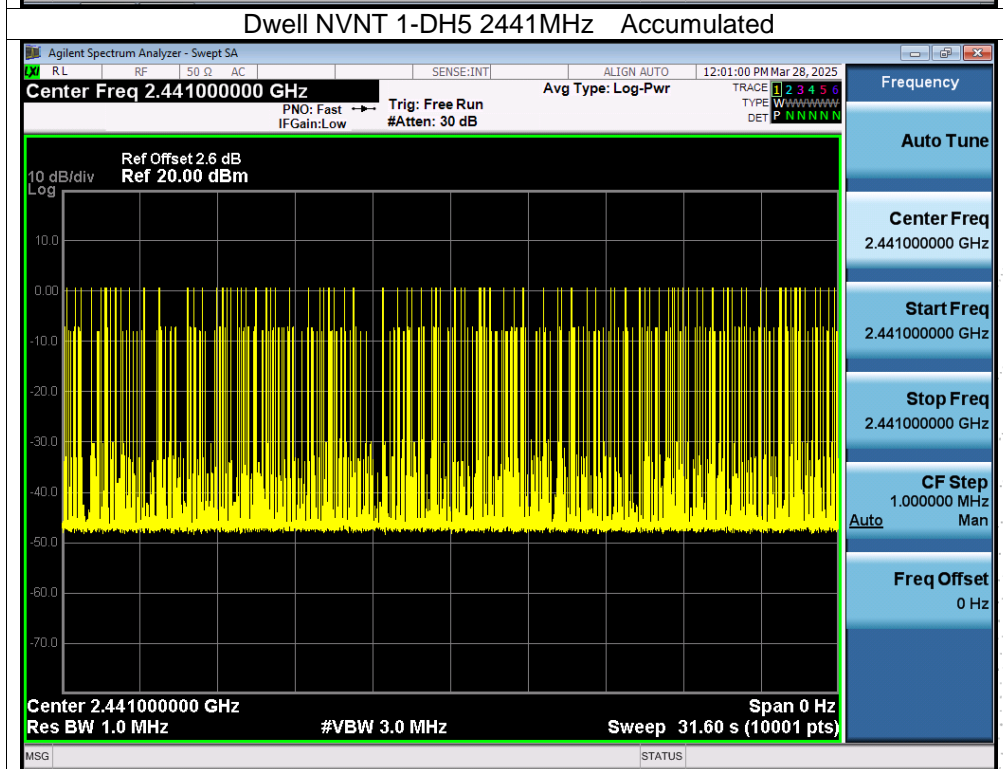 Dwell NVNT 1-DH5 2441MHz Accumulated
Agilent Spectrum Analyzer - Swept SA
LXI RL RF 50 Ω AC SENSE:INT ALIGN AUTO 12:01:00 PM Mar 28, 2025
Center Freq 2.441000000 GHz Avg Type: Log-Pwr TRACE 1 2 3 4 5 6
PNO: Fast Trig: Free Run TYPE WWWWWW
IFGain:Low #Atten: 30 dB DET P N N N N N
Frequency
Auto Tune
Center Freq
2.441000000 GHz
Start Freq
2.441000000 GHz
Stop Freq
2.441000000 GHz
CF Step
1.000000 MHz
Auto Man
Freq Offset
0 Hz
Ref Offset 2.6 dB
10 dB/div Ref 20.00 dBm
Log
10.0
0.00
-10.0
-20.0
-30.0
-40.0
-50.0
-60.0
-70.0
Center 2.441000000 GHz Span 0 Hz
Res BW 1.0 MHz #VBW 3.0 MHz Sweep 31.60 s (10001 pts)
MSG STATUS